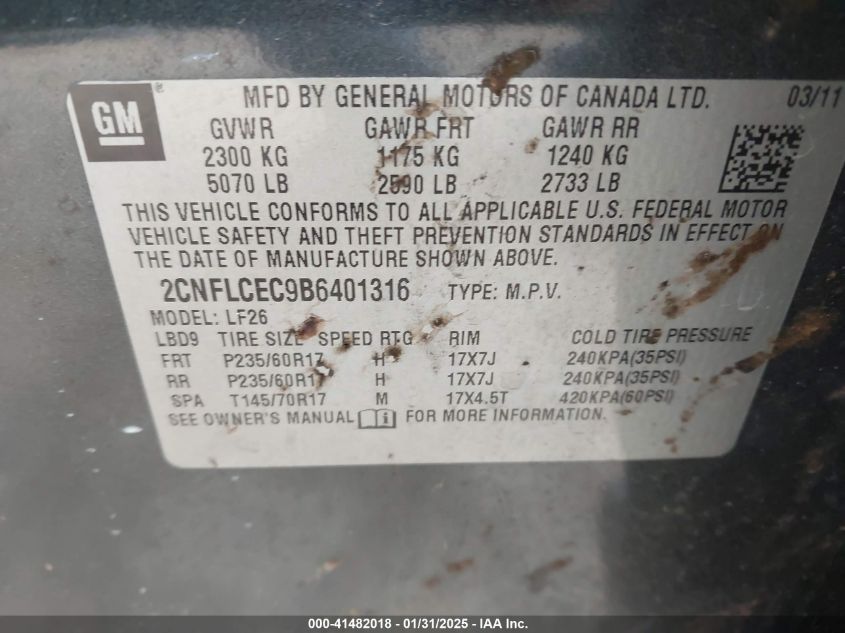 GM
MFD BY GENERAL MOTORS OF CANADA LTD. 03/11
GVWR GAWR FRT GAWR RR
2300 KG 1175 KG 1240 KG
5070 LB 2590 LB 2733 LB
THIS VEHICLE CONFORMS TO ALL APPLICABLE U.S. FEDERAL MOTOR
VEHICLE SAFETY AND THEFT PREVENTION STANDARDS IN EFFECT ON
THE DATE OF MANUFACTURE SHOWN ABOVE.
2CNFLCEC9B6401316 TYPE: M.P.V.
MODEL: LF26
LBD9 TIRE SIZE SPEED RTG RIM COLD TIRE PRESSURE
FRT P235/60R17 H 17X7J 240KPA(35PSI)
RR P235/60R17 H 17X7J 240KPA(35PSI)
SPA T145/70R17 M 17X4.5T 420KPA(60PSI)
SEE OWNER'S MANUAL i FOR MORE INFORMATION.
000-41482018 - 01/31/2025 - IAA Inc.